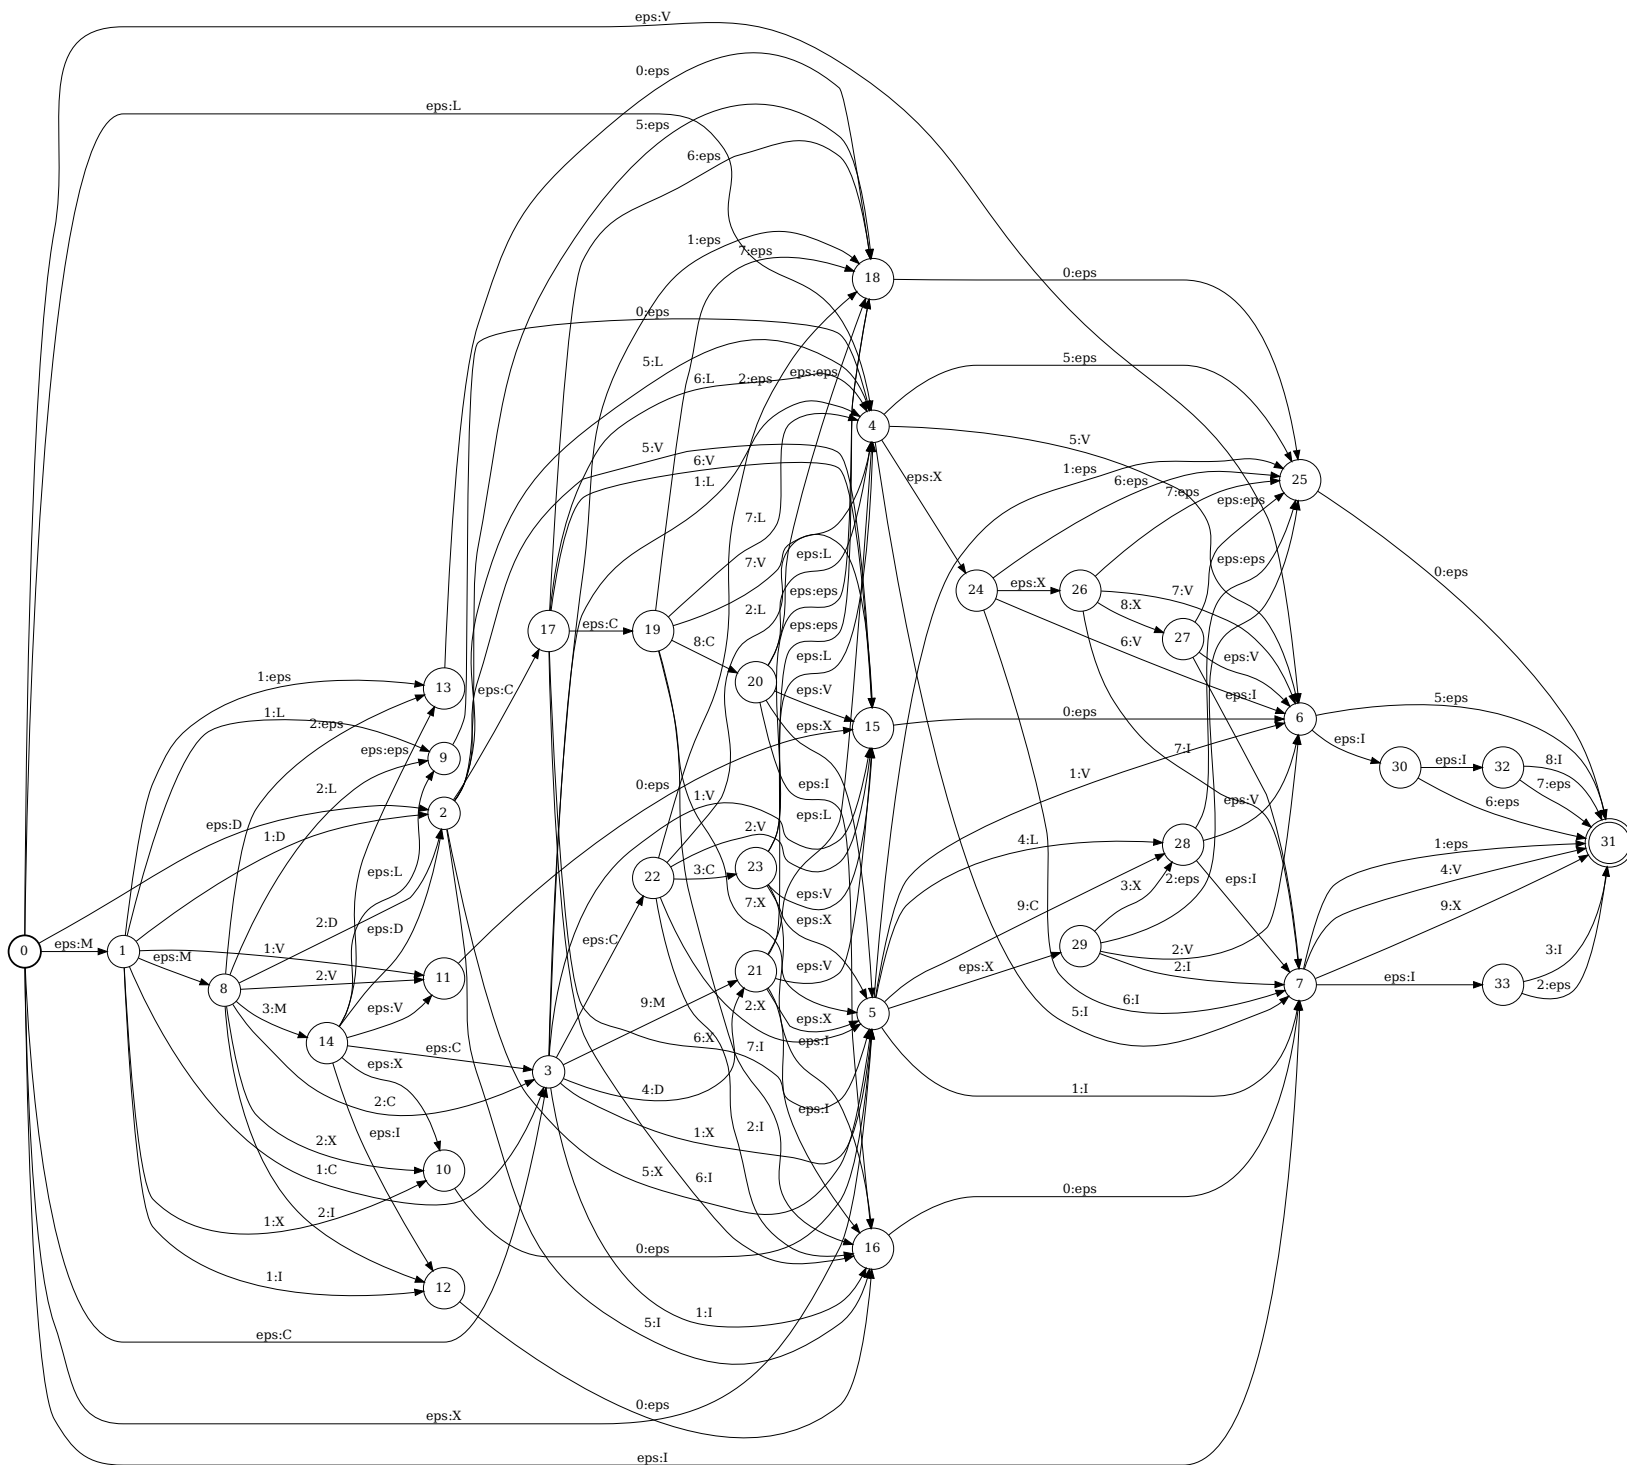 eps:V
0:eps
eps:L
5:eps
6:eps
1:eps
7:eps
18
0:eps
0:eps
5:L
6:L
2:eps
eps:eps
5:eps
4
5:V
5:V
6:V
1:L
eps:X
1:eps
6:eps
7:eps
eps:eps
25
7:L
7:V
eps:L
eps:eps
0:eps
24
eps:X
26
7:V
8:X
2:L
eps:eps
eps:eps
17
eps:C
19
8:C
27
6:V
eps:V
eps:L
1:eps
13
eps:C
20
eps:V
eps:I
1:L
2:eps
eps:X
15
0:eps
6
5:eps
eps:eps
9
7:I
eps:I
30
eps:I
32
8:I
7:eps
2:L
0:eps
eps:I
1:V
2:V
eps:L
1:V
eps:V
6:eps
eps:D
1:D
2
4:L
28
31
1:eps
eps:L
22
3:C
23
3:X
2:eps
eps:I
4:V
7:X
eps:V
9:C
2:D
eps:D
eps:X
9:X
0
eps:M
1
1:V
eps:M
eps:C
29
2:V
3:I
8
2:V
11
21
eps:V
eps:X
2:I
7
eps:I
33
2:eps
3:M
eps:V
9:M
2:X
eps:X
5
6:I
5:I
14
eps:C
eps:X
3
6:X
7:I
eps:I
4:D
1:I
2:C
eps:I
eps:I
2:X
1:X
2:I
10
1:C
5:X
6:I
0:eps
1:X
2:I
0:eps
16
1:I
12
1:I
5:I
eps:C
0:eps
eps:X
eps:I